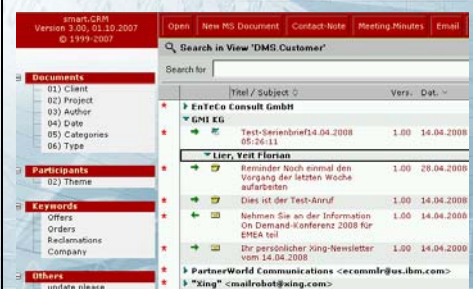 smart.CRM
Version 3.00, 01.10.2007
© 1999-2007
Open New MS Document Contact-Note Meeting.Minutes Email
Search in View 'DMS.Customer'
Search for
Titel / Subject Vers. Dat.
Documents
01) Client
02) Project
03) Author
04) Date
05) Categories
06) Type
Participants
02) Theme
Keywords
Offers
Orders
Reclamations
Company
Others
update please
EnTeCo Consult GmbH
GMI KG
Test-Serienbrief14.04.2008 1.00 14.04.2008
05:26:11
Lier, Veit Florian
Reminder Noch einmal den 1.00 28.04.2008
Vorgang der letzten Woche
aufarbeiten
Dies ist der Test-Anruf 1.00 14.04.2008
Nehmen Sie an der Information 1.00 14.04.2008
On Demand-Konferenz 2008 für
EMEA teil
Ihr persönlicher Xing-Newsletter 1.00 14.04.2008
vom 14.04.2008
PartnerWorld Communications <ecommlr@us.ibm.com>
"Xing" <mailrobot@xing.com>